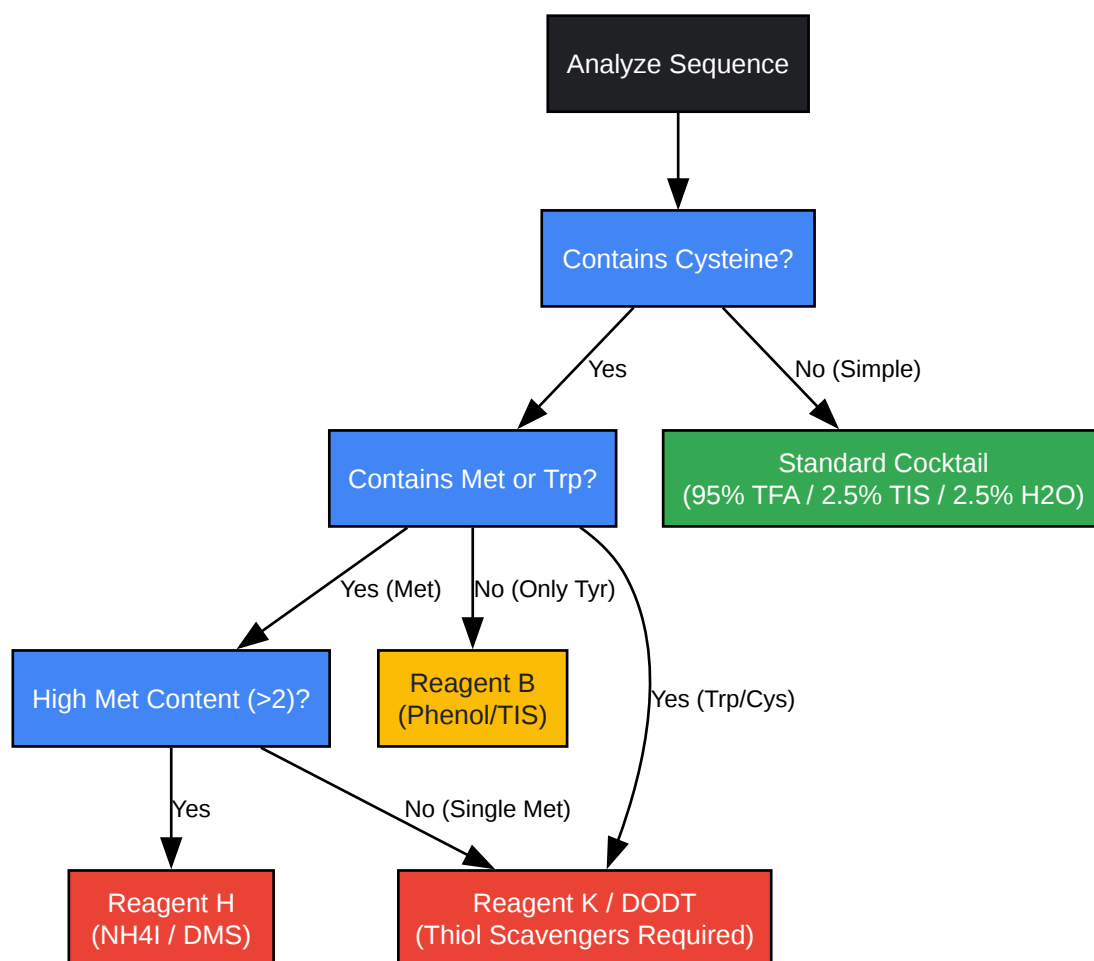 Analyze Sequence
Contains Cysteine?
Yes
No (Simple)
Contains Met or Trp?
Standard Cocktail
(95% TFA / 2.5% TIS / 2.5% H2O)
Yes (Met)
No (Only Tyr)
High Met Content (>2)?
Reagent B
(Phenol/TIS)
Yes (Trp/Cys)
Yes
No (Single Met)
Reagent H
(NH4I / DMS)
Reagent K / DODT
(Thiol Scavengers Required)